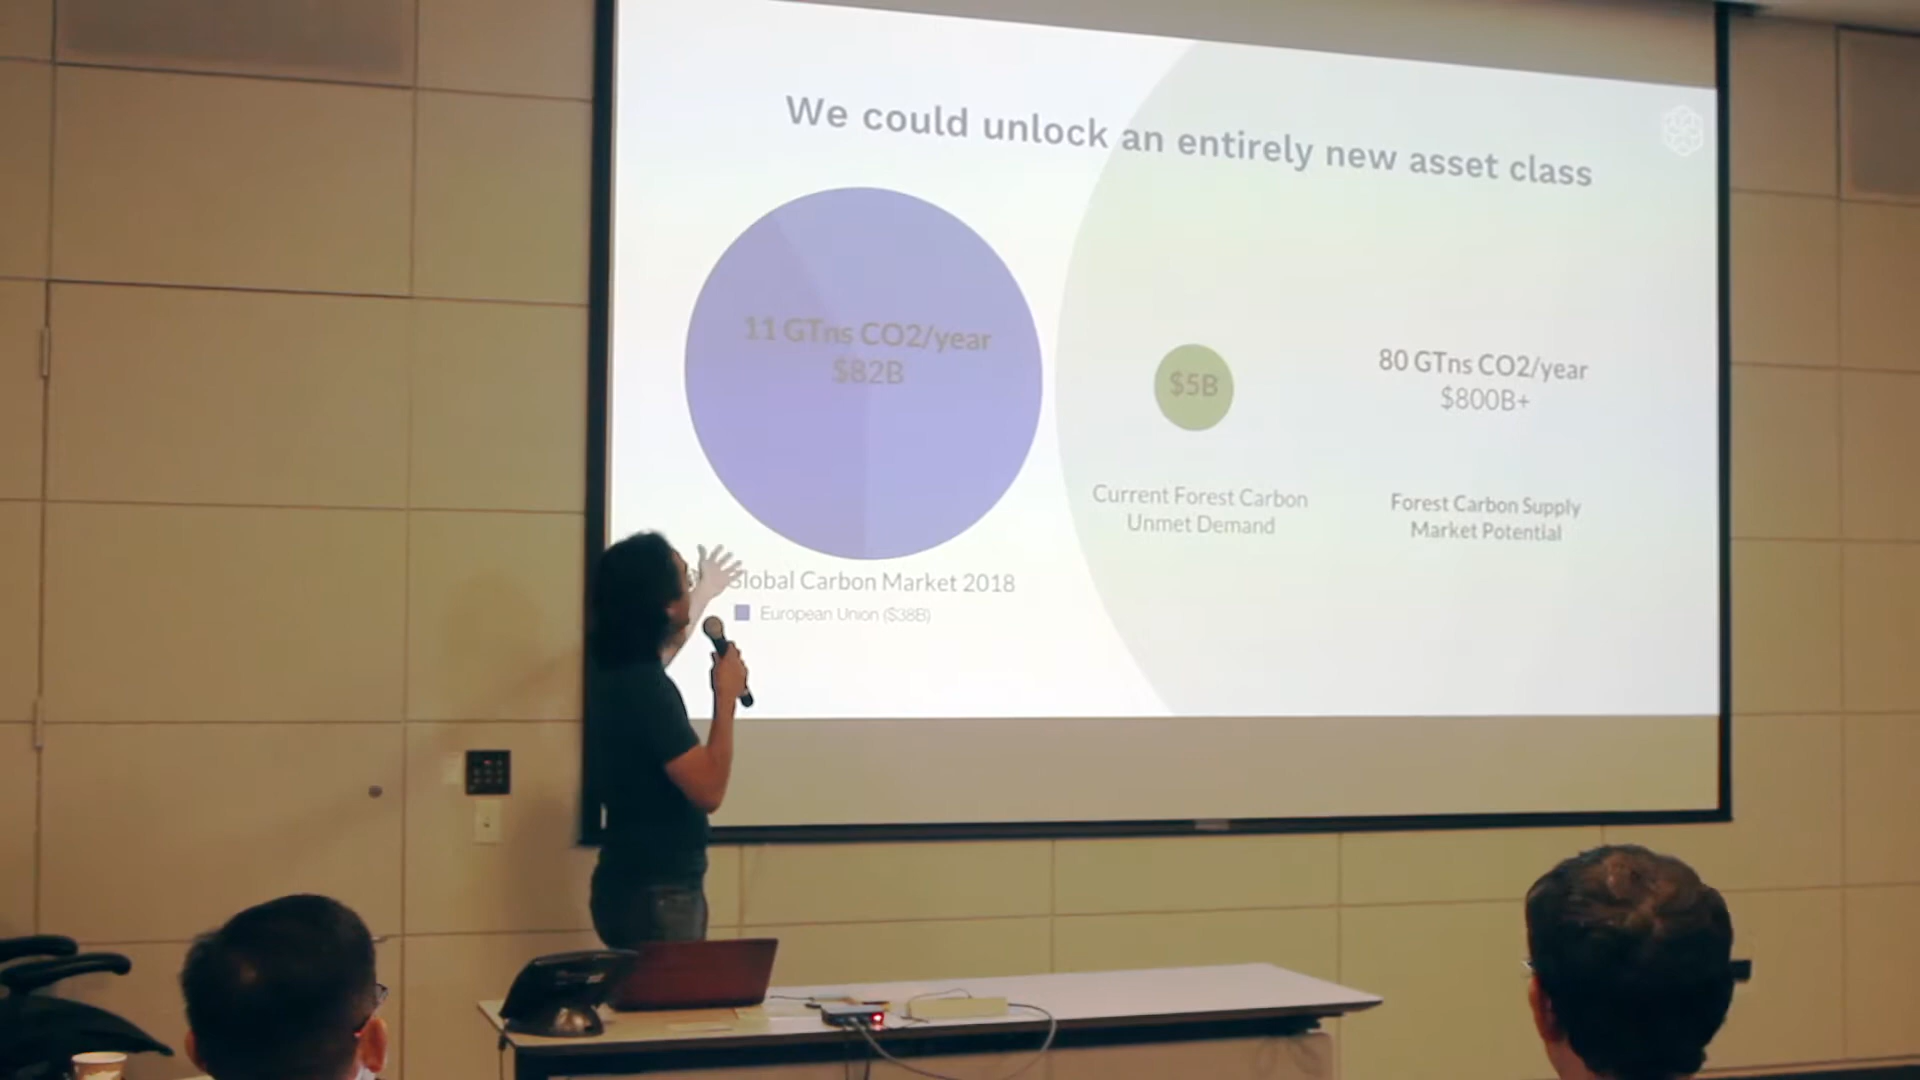 We could unlock an entirely new asset class
11 GTns CO2/year
$82B
Global Carbon Market 2018
European Union ($38B)
$5B
Current Forest Carbon
Unmet Demand
80 GTns CO2/year
$800B+
Forest Carbon Supply
Market Potential